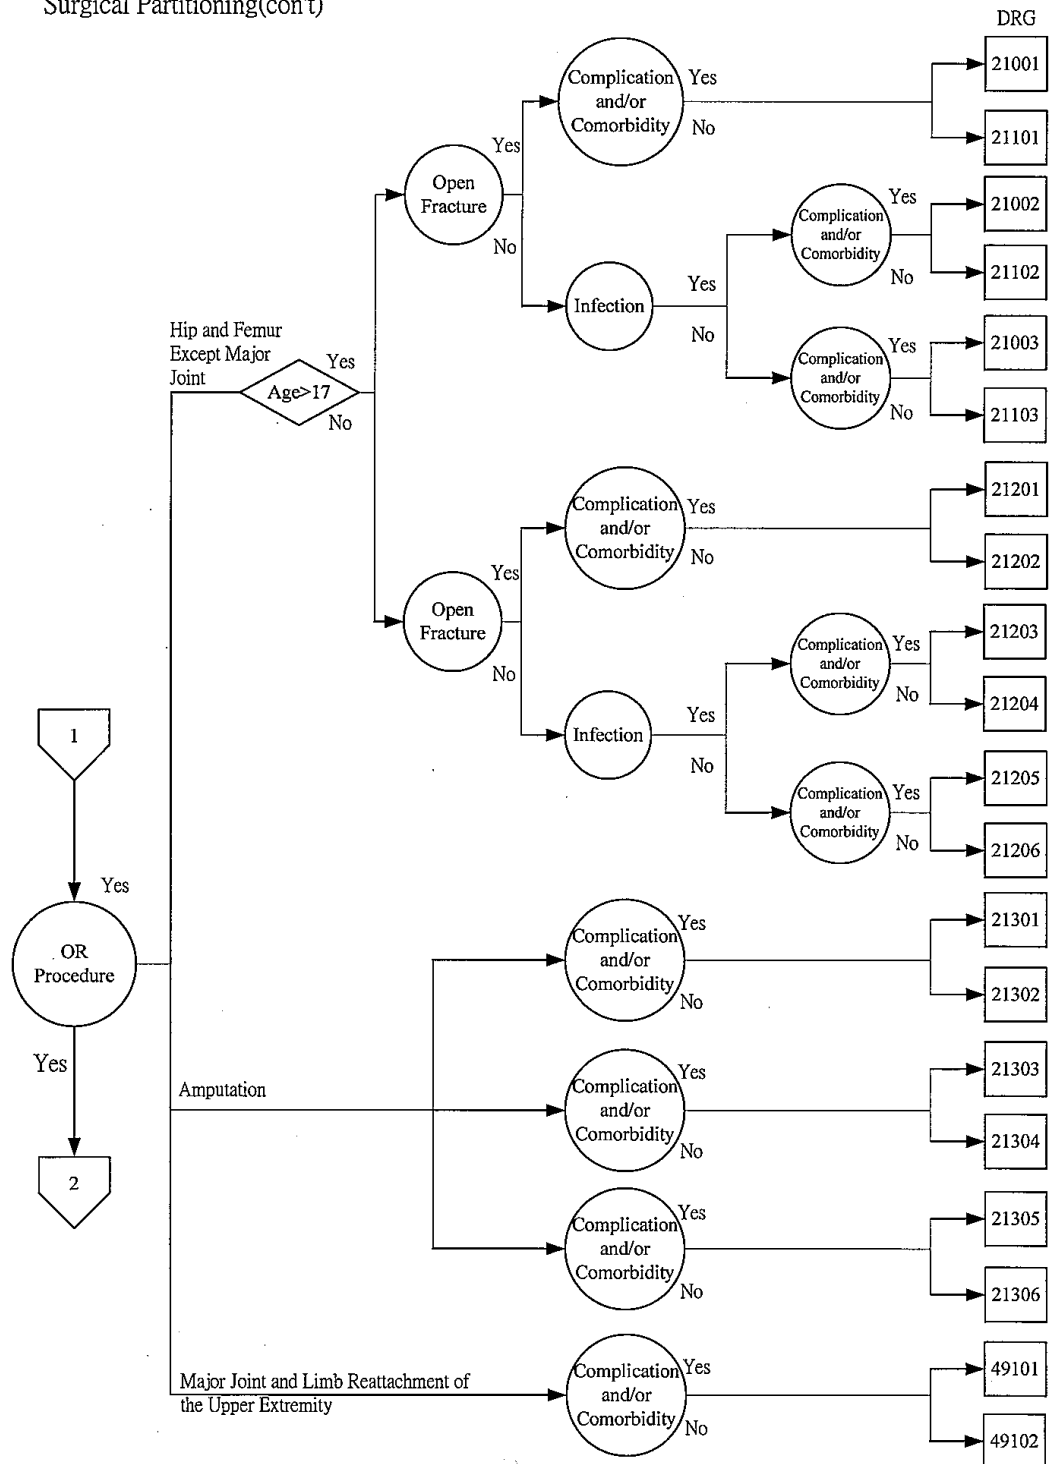 Surgical Partitioning(con't)
DRG
Complication
and/or
Comorbidity
Yes
No
21001
21101
Open
Fracture
Yes
No
Complication
and/or
Comorbidity
Yes
No
21002
21102
Infection
Yes
No
Complication
and/or
Comorbidity
Yes
No
21003
21103
Hip and Femur
Except Major
Joint
Age>17
Yes
No
Complication
and/or
Comorbidity
Yes
No
21201
21202
Open
Fracture
Yes
No
Complication
and/or
Comorbidity
Yes
No
21203
21204
Infection
Yes
No
Complication
and/or
Comorbidity
Yes
No
21205
21206
1
Yes
OR
Procedure
Yes
2
Complication
and/or
Comorbidity
Yes
No
21301
21302
Amputation
Complication
and/or
Comorbidity
Yes
No
21303
21304
Complication
and/or
Comorbidity
Yes
No
21305
21306
Major Joint and Limb Reattachment of
the Upper Extremity
Complication
and/or
Comorbidity
Yes
No
49101
49102